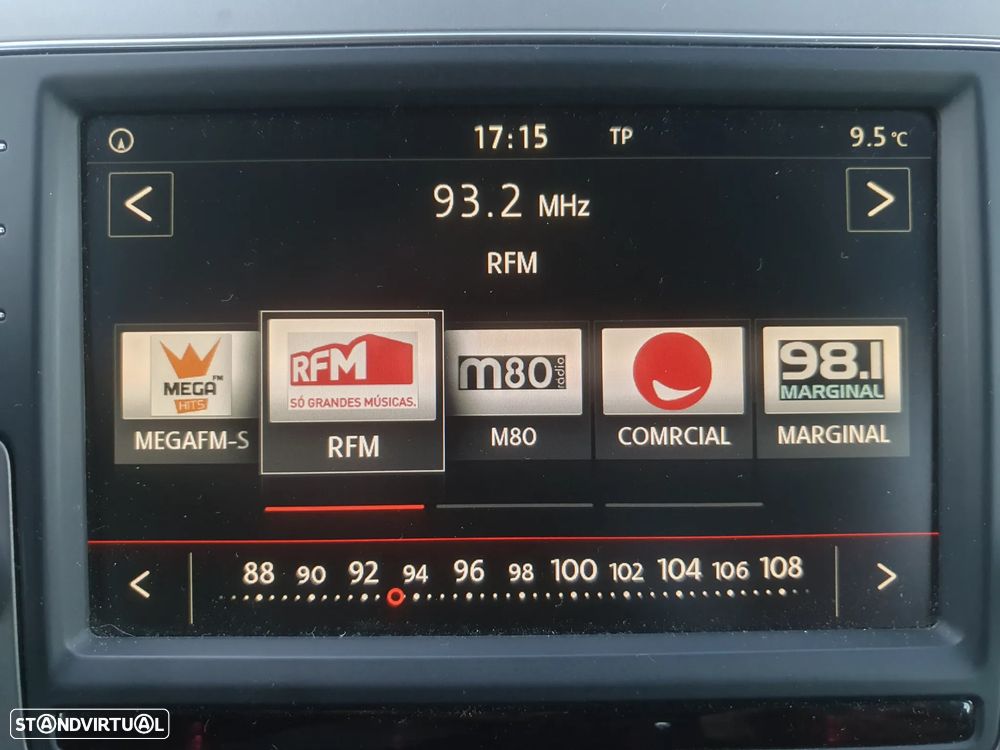 17:15 TP 9.5°C
< 93.2 MHz >
RFM
MEGA FM
HITS
MEGAFM-S
RFM
SÓ GRANDES MÚSICAS.
RFM
m80 rádio
M80
COMRCIAL
98.1
MARGINAL
MARGINAL
< 88 90 92 94 96 98 100 102 104 106 108 >
STANDVIRTUAL